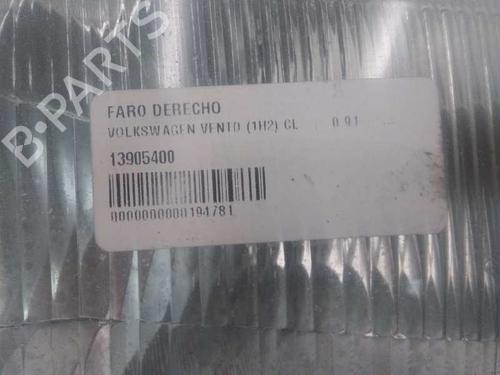 FARO DERECHO
VOLKSWAGEN VENTO (1H2) CL 0.91
13905400
0000000000194781
B-PARTS